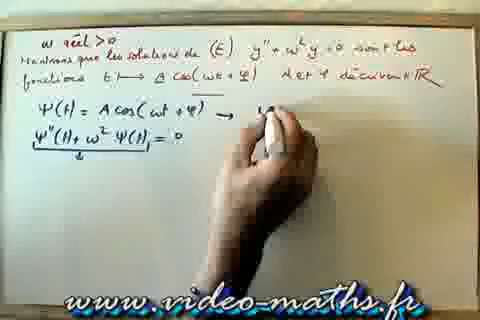 ω réel > 0
Montrons que les solutions de (E) y'' + ω² y = 0 sont les
fonctions t ↦ A cos(ωt + φ) A et φ décrivent ℝ
Ψ(t) = A cos(ωt + φ) →
Ψ''(t) + ω² Ψ(t) = 0
www.video-maths.fr